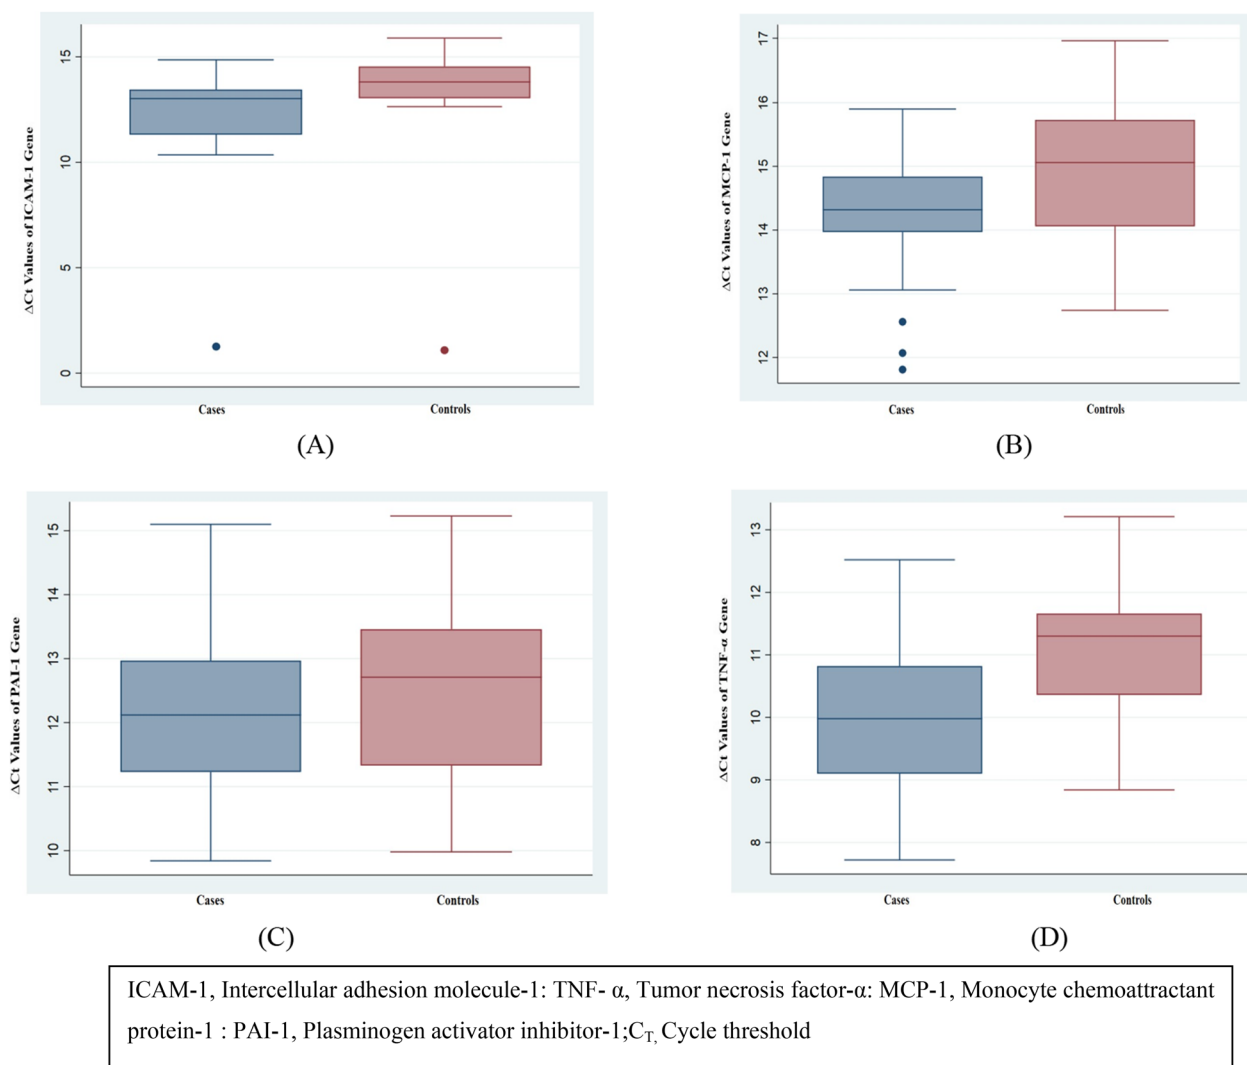 ΔCt Values of ICAM-1 Gene
15
10
5
0
Cases Controls
(A)
ΔCt Values of MCP-1 Gene
17
16
15
14
13
12
Cases Controls
(B)
ΔCt Values of PAI-1 Gene
15
14
13
12
11
10
Cases Controls
(C)
ΔCt Values of TNF-α Gene
13
12
11
10
9
8
Cases Controls
(D)
ICAM-1, Intercellular adhesion molecule-1: TNF- α, Tumor necrosis factor-α: MCP-1, Monocyte chemoattractant
protein-1 : PAI-1, Plasminogen activator inhibitor-1;CT, Cycle threshold